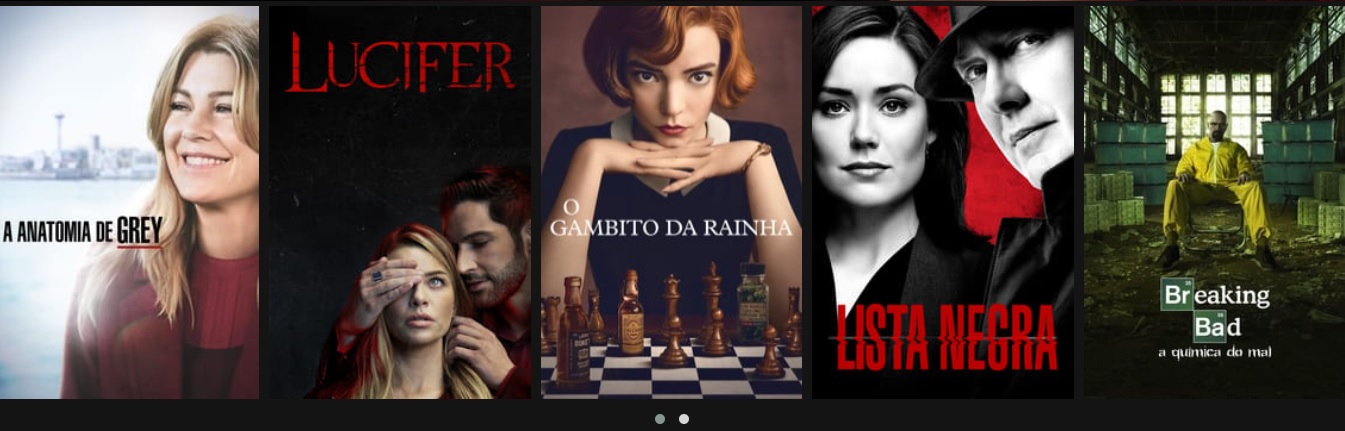 A ANATOMIA DE GREY
LUCIFER
O
GAMBITO DA RAINHA
LISTA NEGRA
Breaking
Bad
a química do mal